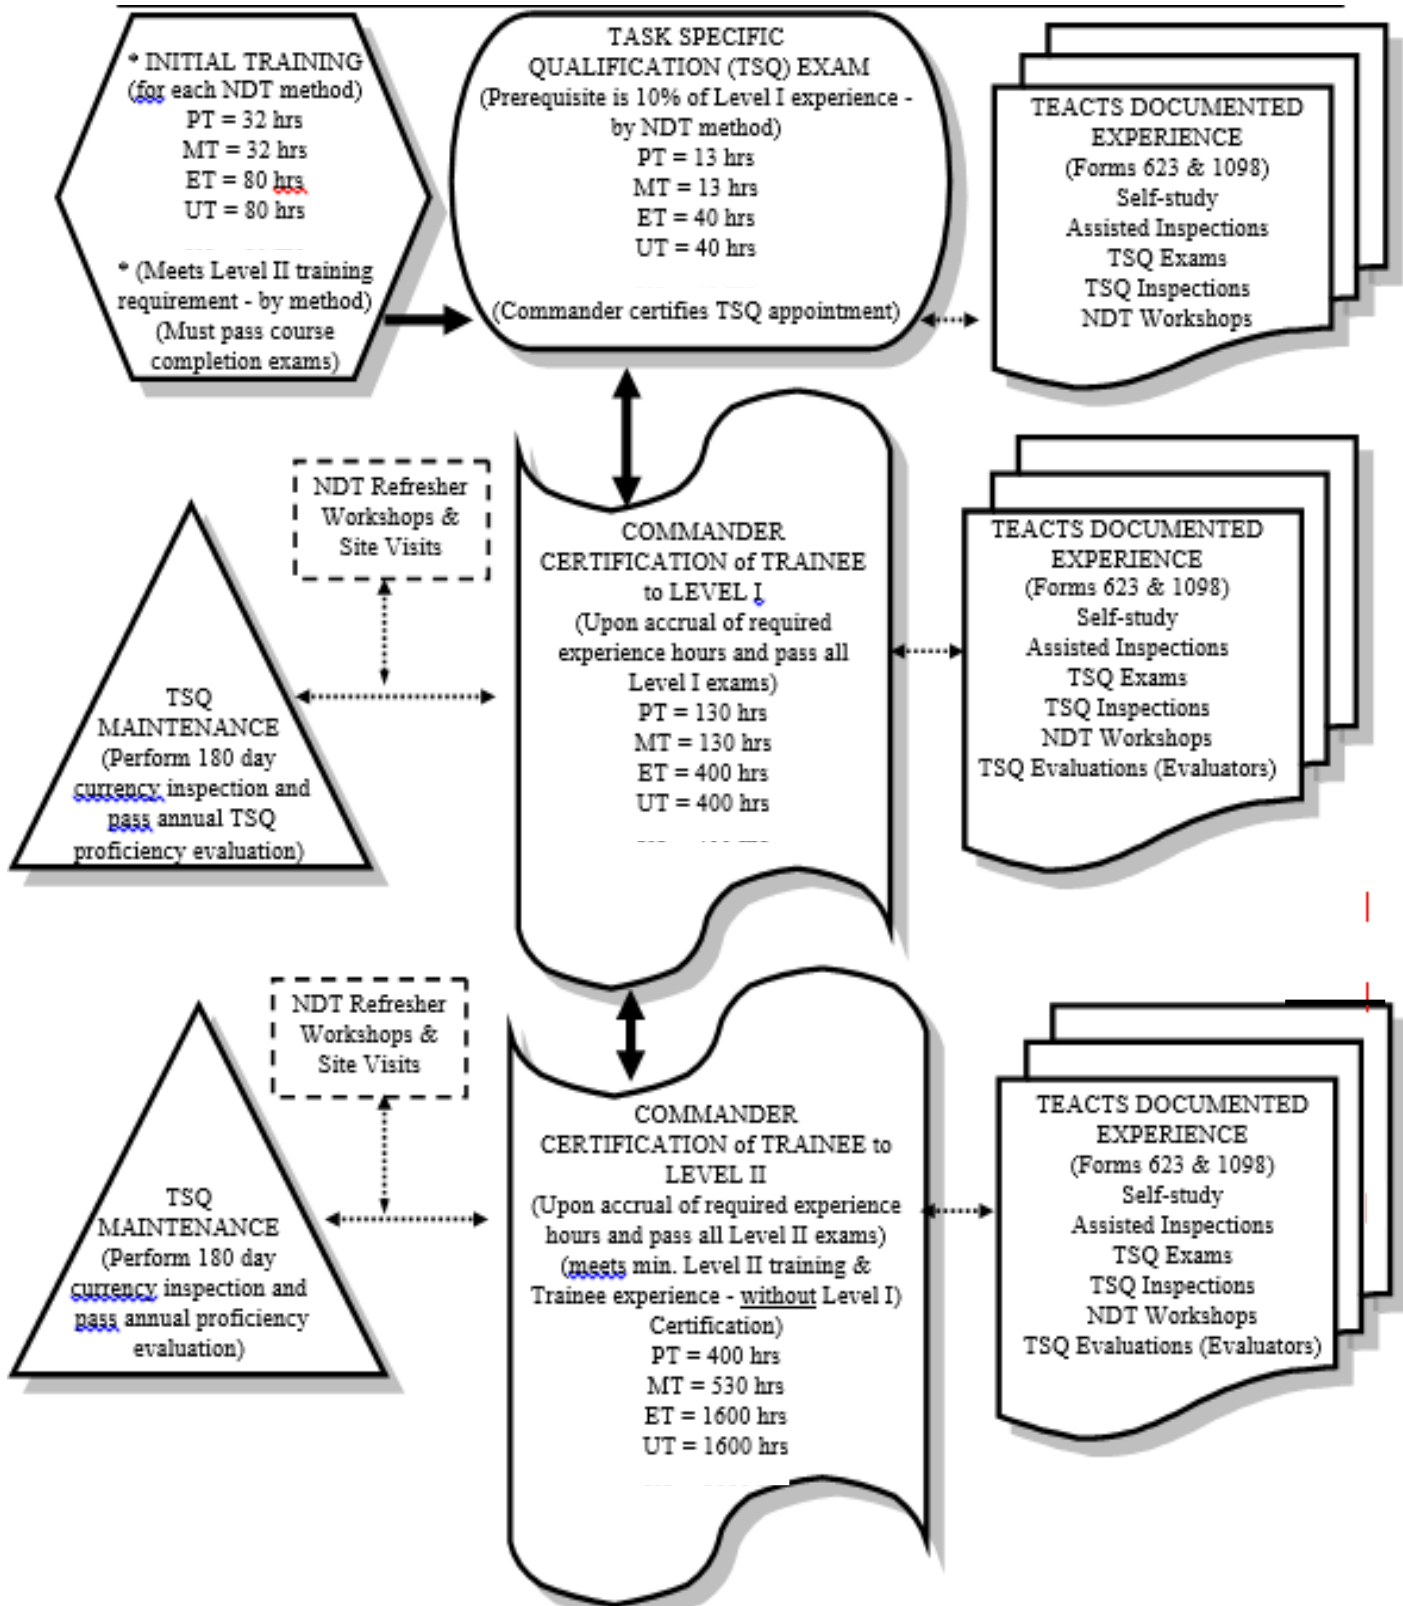 * INITIAL TRAINING
(for each NDT method)
PT = 32 hrs
MT = 32 hrs
ET = 80 hrs
UT = 80 hrs
* (Meets Level II training
requirement - by method)
(Must pass course
completion exams)
TASK SPECIFIC
QUALIFICATION (TSQ) EXAM
(Prerequisite is 10% of Level I experience -
by NDT method)
PT = 13 hrs
MT = 13 hrs
ET = 40 hrs
UT = 40 hrs
(Commander certifies TSQ appointment)
TEACTS DOCUMENTED
EXPERIENCE
(Forms 623 & 1098)
Self-study
Assisted Inspections
TSQ Exams
TSQ Inspections
NDT Workshops
NDT Refresher
Workshops &
Site Visits
TSQ
MAINTENANCE
(Perform 180 day
currency inspection and
pass annual TSQ
proficiency evaluation)
COMMANDER
CERTIFICATION of TRAINEE
to LEVEL I
(Upon accrual of required
experience hours and pass all
Level I exams)
PT = 130 hrs
MT = 130 hrs
ET = 400 hrs
UT = 400 hrs
TEACTS DOCUMENTED
EXPERIENCE
(Forms 623 & 1098)
Self-study
Assisted Inspections
TSQ Exams
TSQ Inspections
NDT Workshops
TSQ Evaluations (Evaluators)
NDT Refresher
Workshops &
Site Visits
TSQ
MAINTENANCE
(Perform 180 day
currency inspection and
pass annual proficiency
evaluation)
COMMANDER
CERTIFICATION of TRAINEE to
LEVEL II
(Upon accrual of required experience
hours and pass all Level II exams)
(meets min. Level II training &
Trainee experience - without Level I)
Certification)
PT = 400 hrs
MT = 530 hrs
ET = 1600 hrs
UT = 1600 hrs
TEACTS DOCUMENTED
EXPERIENCE
(Forms 623 & 1098)
Self-study
Assisted Inspections
TSQ Exams
TSQ Inspections
NDT Workshops
TSQ Evaluations (Evaluators)